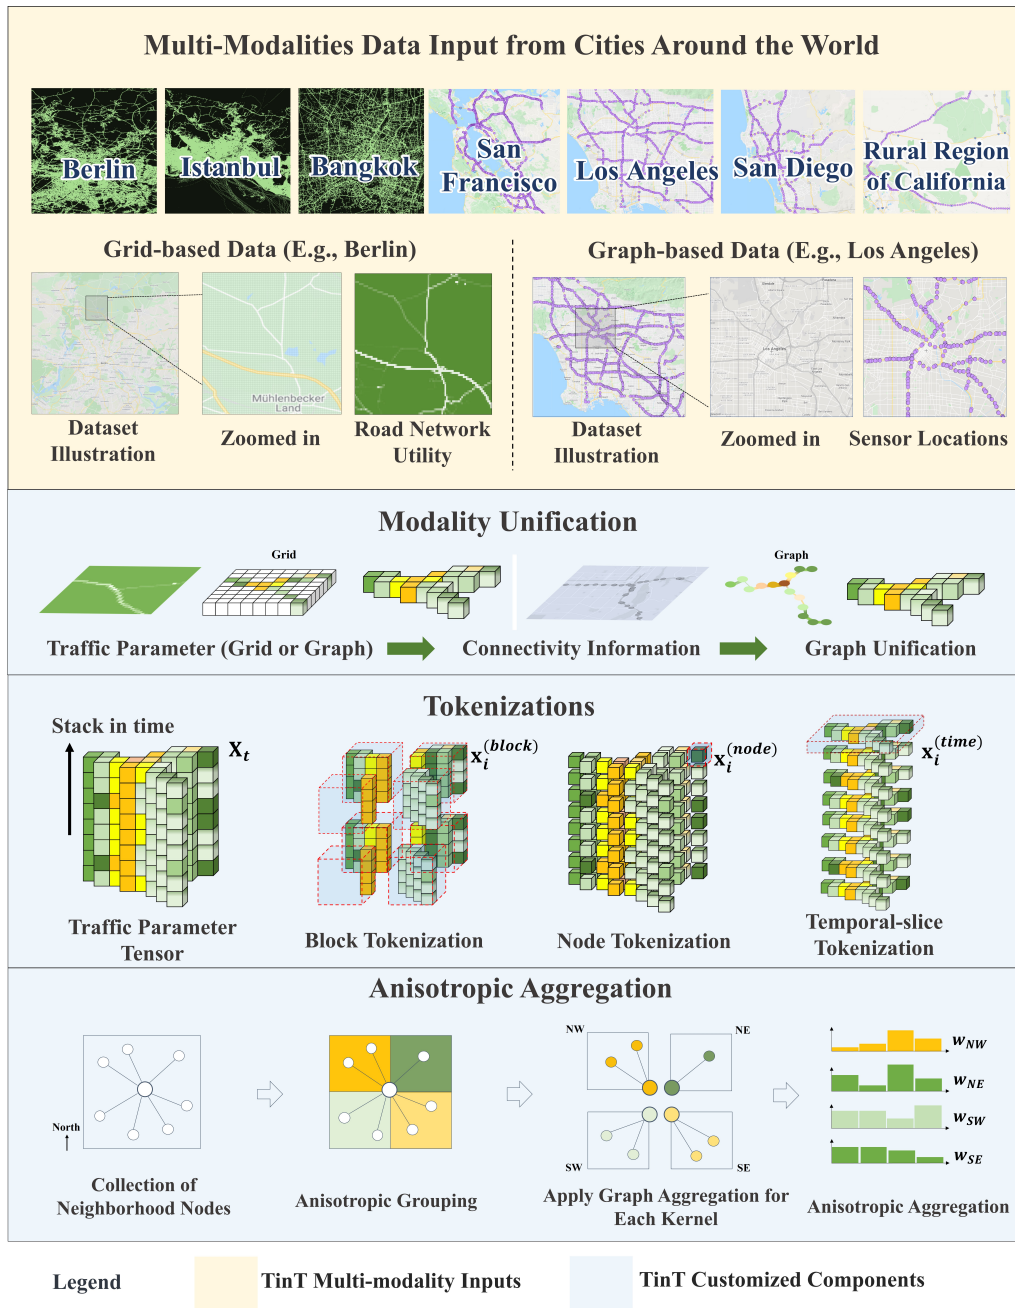 Multi-Modalities Data Input from Cities Around the World
Berlin
Istanbul
Bangkok
San
Francisco
Los Angeles
San Diego
Rural Region
of California
Grid-based Data (E.g., Berlin)
Graph-based Data (E.g., Los Angeles)
Mühlenbecker
Land
Los Angeles
Dataset
Illustration
Zoomed in
Road Network
Utility
Dataset
Illustration
Zoomed in
Sensor Locations
Modality Unification
Grid
Graph
Traffic Parameter (Grid or Graph)
Connectivity Information
Graph Unification
Tokenizations
Stack in time
X_t
x_i^(block)
x_i^(node)
x_i^(time)
Traffic Parameter
Tensor
Block Tokenization
Node Tokenization
Temporal-slice
Tokenization
Anisotropic Aggregation
North
NW
NE
SW
SE
w_NW
w_NE
w_SW
w_SE
Collection of
Neighborhood Nodes
Anisotropic Grouping
Apply Graph Aggregation for
Each Kernel
Anisotropic Aggregation
Legend
TinT Multi-modality Inputs
TinT Customized Components